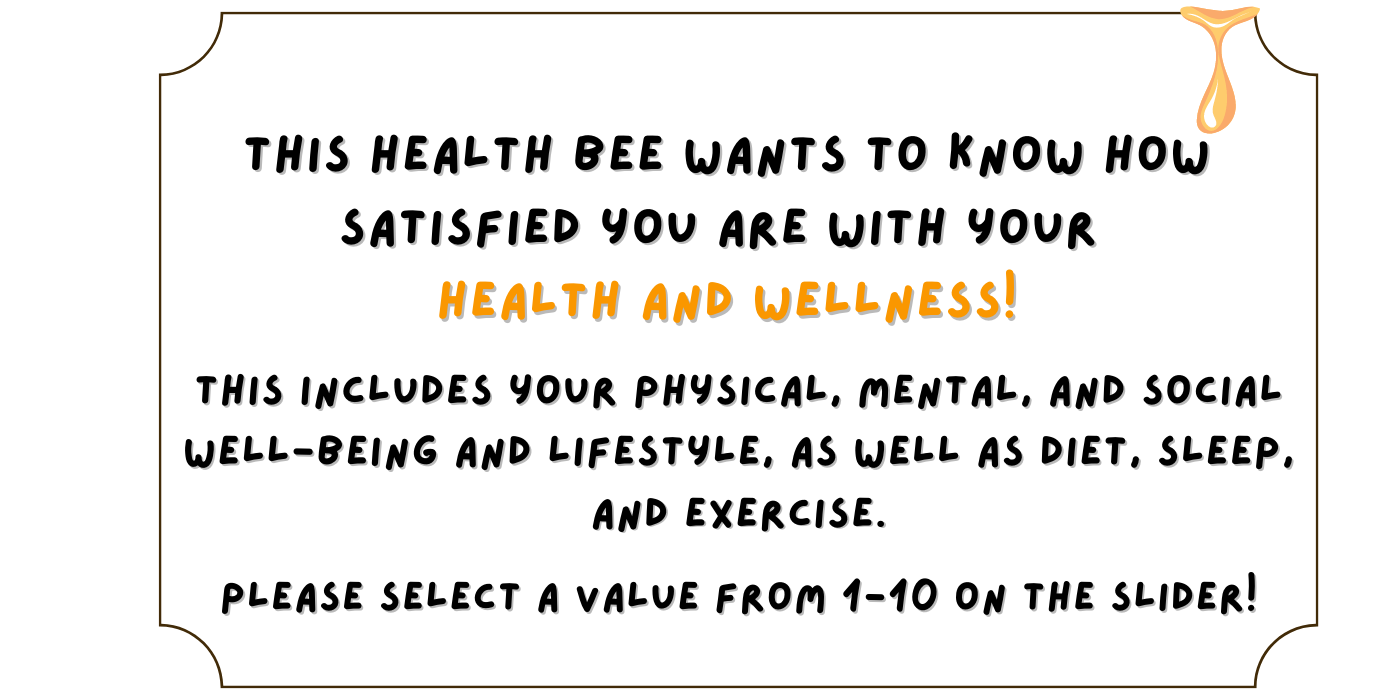 THIS HEALTH BEE WANTS TO KNOW HOW
SATISFIED YOU ARE WITH YOUR
HEALTH AND WELLNESS!
THIS INCLUDES YOUR PHYSICAL, MENTAL, AND SOCIAL
WELL-BEING AND LIFESTYLE, AS WELL AS DIET, SLEEP,
AND EXERCISE.
PLEASE SELECT A VALUE FROM 1-10 ON THE SLIDER!